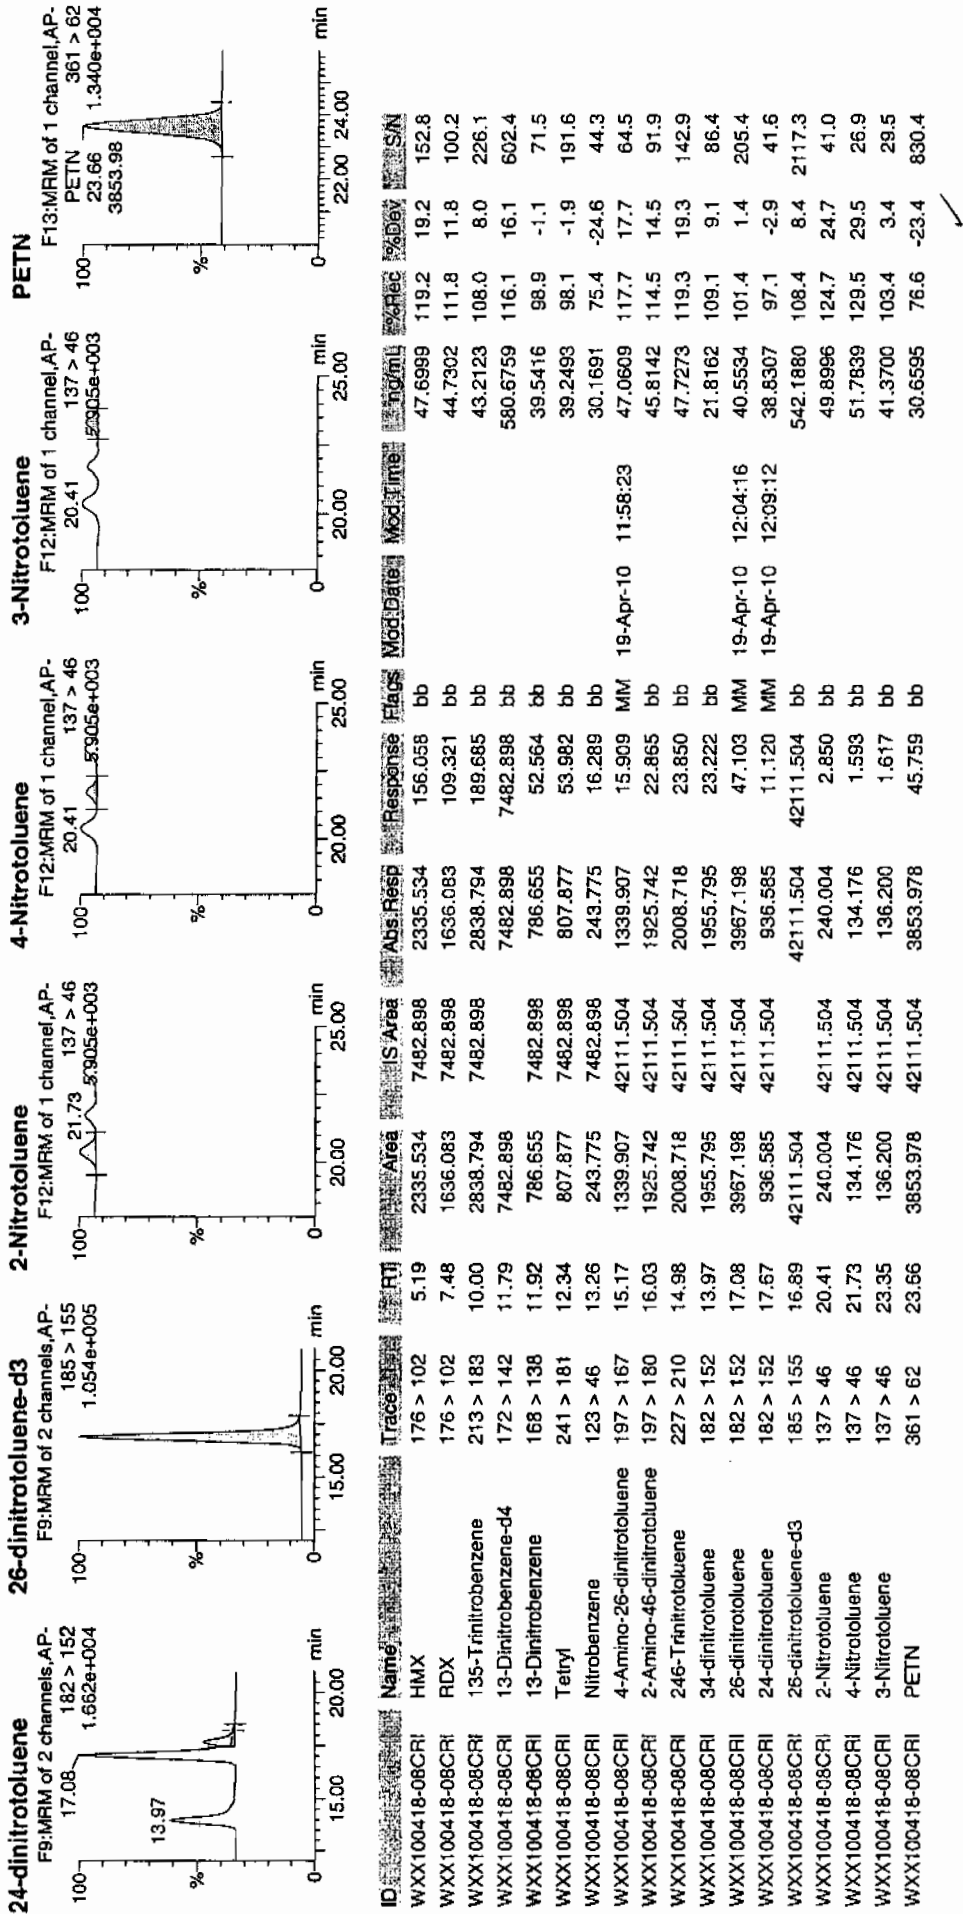 24-dinitrotoluene
F9:MRM of 2 channels,AP-
182 > 152
1.662e+004
17.08
13.97
100
%
0
15.00
20.00
min
26-dinitrotoluene-d3
F9:MRM of 2 channels,AP-
185 > 155
1.054e+005
100
%
0
15.00
20.00
min
2-Nitrotoluene
F12:MRM of 1 channel,AP-
137 > 46
5.905e+003
21.73
100
%
0
20.00
25.00
min
4-Nitrotoluene
F12:MRM of 1 channel,AP-
137 > 46
5.905e+003
20.41
100
%
0
20.00
25.00
min
3-Nitrotoluene
F12:MRM of 1 channel,AP-
137 > 46
5.905e+003
20.41
100
%
0
20.00
25.00
min
PETN
F13:MRM of 1 channel,AP-
PETN 361 > 62
23.66 1.340e+004
3853.98
100
%
0
22.00
24.00
min
ID Name Trace RT Area IS Area Abs.Resp Response Flags Mod.Date Mod.Time ng/mL %Rec %Dev S/N
WXX100418-08CRI HMX 176 > 102 5.19 2335.534 7482.898 2335.534 156.058 bb 47.6999 119.2 19.2 152.8
WXX100418-08CRI RDX 176 > 102 7.48 1636.083 7482.898 1636.083 109.321 bb 44.7302 111.8 11.8 100.2
WXX100418-08CRI 135-Trinitrobenzene 213 > 183 10.00 2838.794 7482.898 2838.794 189.685 bb 43.2123 108.0 8.0 226.1
WXX100418-08CRI 13-Dinitrobenzene-d4 172 > 142 11.79 7482.898 7482.898 7482.898 bb 580.6759 116.1 16.1 602.4
WXX100418-08CRI 13-Dinitrobenzene 168 > 138 11.92 786.655 7482.898 786.655 52.564 bb 39.5416 98.9 -1.1 71.5
WXX100418-08CRI Tetryl 241 > 181 12.34 807.877 7482.898 807.877 53.982 bb 39.2493 98.1 -1.9 191.6
WXX100418-08CRI Nitrobenzene 123 > 46 13.26 243.775 7482.898 243.775 16.289 bb 30.1691 75.4 -24.6 44.3
WXX100418-08CRI 4-Amino-26-dinitrotoluene 197 > 167 15.17 1339.907 42111.504 1339.907 15.909 MM 19-Apr-10 11:58:23 47.0609 117.7 17.7 64.5
WXX100418-08CRI 2-Amino-46-dinitrotoluene 197 > 180 16.03 1925.742 42111.504 1925.742 22.865 bb 45.8142 114.5 14.5 91.9
WXX100418-08CRI 246-Trinitrotoluene 227 > 210 14.98 2008.718 42111.504 2008.718 23.850 bb 47.7273 119.3 19.3 142.9
WXX100418-08CRI 34-dinitrotoluene 182 > 152 13.97 1955.795 42111.504 1955.795 23.222 bb 21.8162 109.1 9.1 86.4
WXX100418-08CRI 26-dinitrotoluene 182 > 152 17.08 3967.198 42111.504 3967.198 47.103 MM 19-Apr-10 12:04:16 40.5534 101.4 1.4 205.4
WXX100418-08CRI 24-dinitrotoluene 182 > 152 17.67 936.585 42111.504 936.585 11.120 MM 19-Apr-10 12:09:12 38.8307 97.1 -2.9 41.6
WXX100418-08CRI 26-dinitrotoluene-d3 185 > 155 16.89 42111.504 42111.504 42111.504 bb 542.1880 108.4 8.4 2117.3
WXX100418-08CRI 2-Nitrotoluene 137 > 46 20.41 240.004 42111.504 240.004 2.850 bb 49.8996 124.7 24.7 41.0
WXX100418-08CRI 4-Nitrotoluene 137 > 46 21.73 134.176 42111.504 134.176 1.593 bb 51.7839 129.5 29.5 26.9
WXX100418-08CRI 3-Nitrotoluene 137 > 46 23.35 136.200 42111.504 136.200 1.617 bb 41.3700 103.4 3.4 29.5
WXX100418-08CRI PETN 361 > 62 23.66 3853.978 42111.504 3853.978 45.759 bb 30.6595 76.6 -23.4 830.4